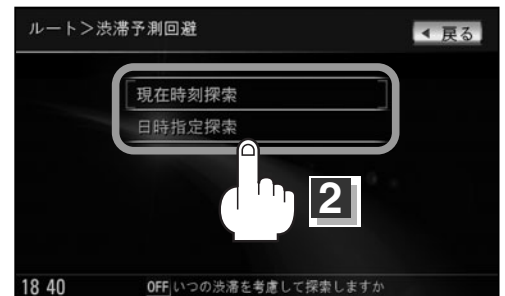 ルート＞渋滞予測回避
◀ 戻る
現在時刻探索
日時指定探索
2
18 40
OFF いつの渋滞を考慮して探索しますか